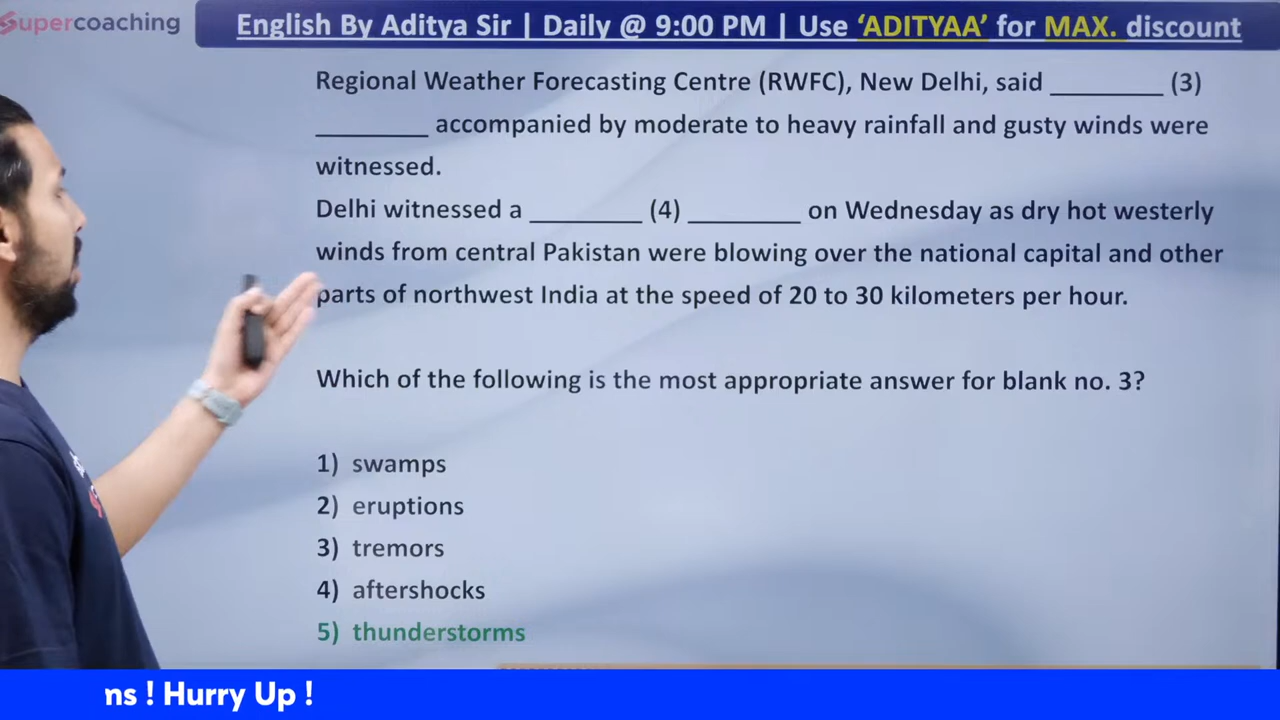 Supercoaching
English By Aditya Sir | Daily @ 9:00 PM | Use ‘ADITYAA’ for MAX. discount
Regional Weather Forecasting Centre (RWFC), New Delhi, said ________ (3)
________ accompanied by moderate to heavy rainfall and gusty winds were
witnessed.
Delhi witnessed a ________ (4) ________ on Wednesday as dry hot westerly
winds from central Pakistan were blowing over the national capital and other
parts of northwest India at the speed of 20 to 30 kilometers per hour.
Which of the following is the most appropriate answer for blank no. 3?
1) swamps
2) eruptions
3) tremors
4) aftershocks
5) thunderstorms
ns ! Hurry Up !